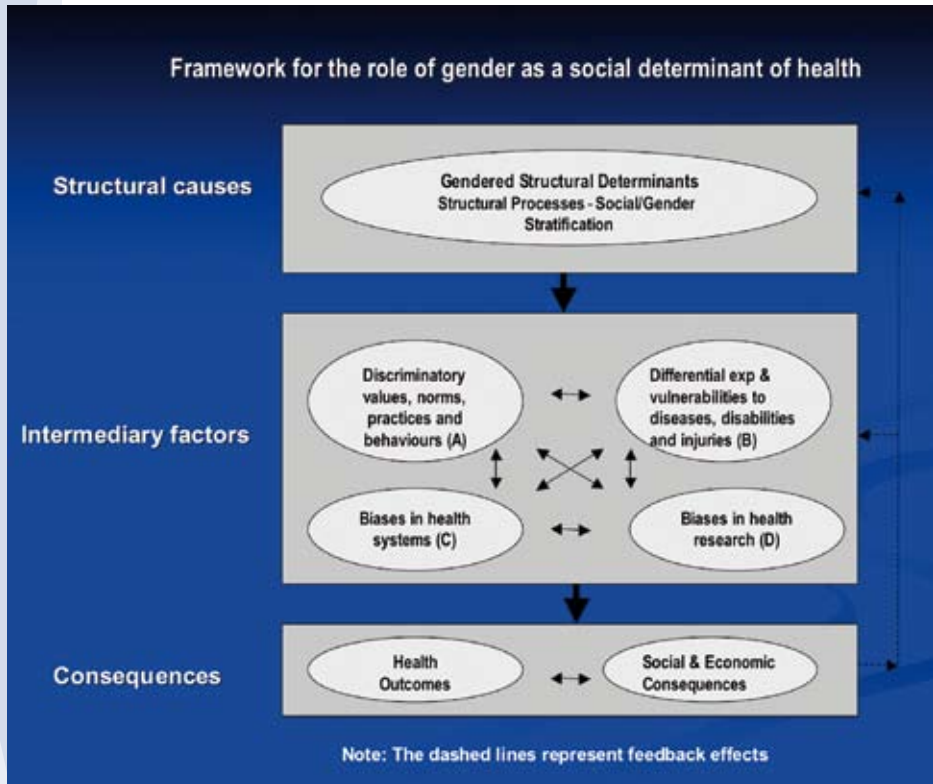 Framework for the role of gender as a social determinant of health
Structural causes
Gendered Structural Determinants
Structural Processes - Social/Gender
Stratification
Intermediary factors
Discriminatory
values, norms,
practices and
behaviours (A)
Differential exp &
vulnerabilities to
diseases, disabilities
and injuries (B)
Biases in health
systems (C)
Biases in health
research (D)
Consequences
Health
Outcomes
Social & Economic
Consequences
Note: The dashed lines represent feedback effects